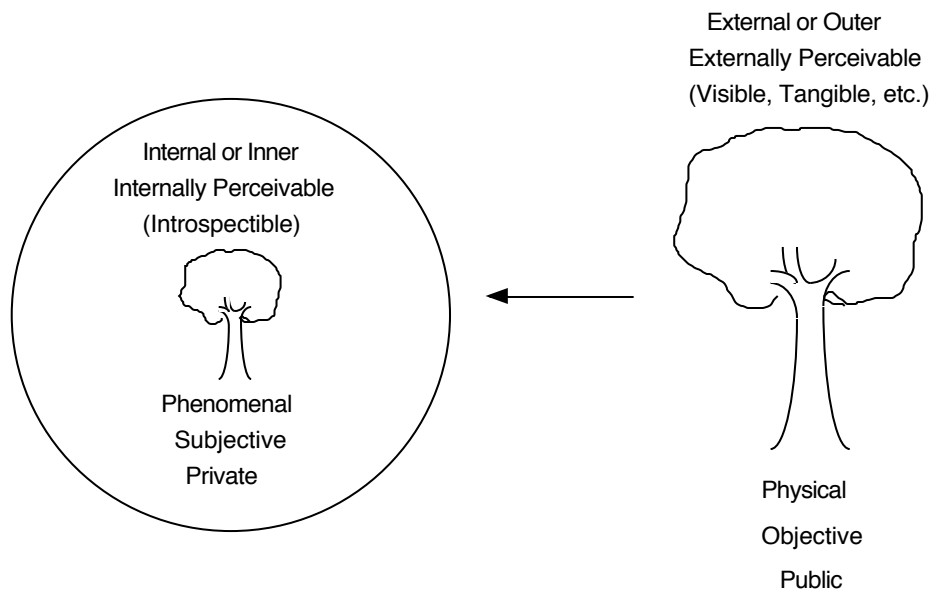 External or Outer
Externally Perceivable
(Visible, Tangible, etc.)
Internal or Inner
Internally Perceivable
(Introspectible)
Phenomenal
Subjective
Private
Physical
Objective
Public